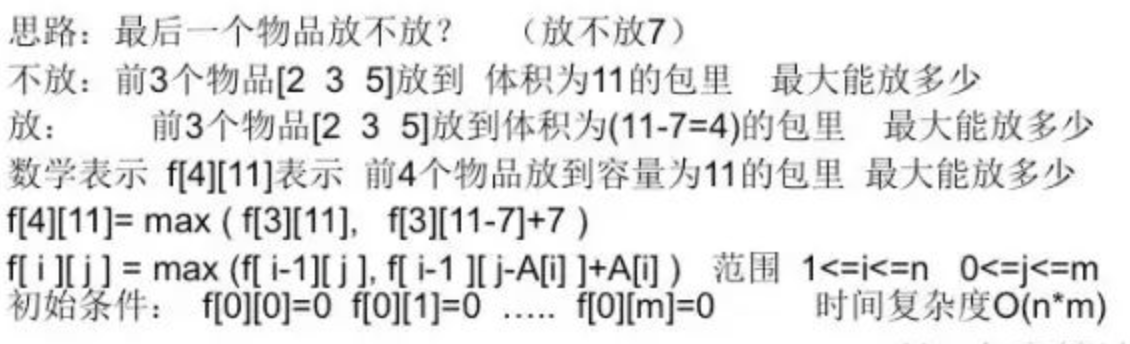 思路：最后一个物品放不放？ （放不放7）
不放：前3个物品[2 3 5]放到 体积为11的包里 最大能放多少
放： 前3个物品[2 3 5]放到体积为(11-7=4)的包里 最大能放多少
数学表示 f[4][11]表示 前4个物品放到容量为11的包里 最大能放多少
f[4][11]= max ( f[3][11], f[3][11-7]+7 )
f[ i ][ j ] = max (f[ i-1][ j ], f[ i-1 ][ j-A[i] ]+A[i] ) 范围 1<=i<=n 0<=j<=m
初始条件： f[0][0]=0 f[0][1]=0 ..... f[0][m]=0 时间复杂度O(n*m)